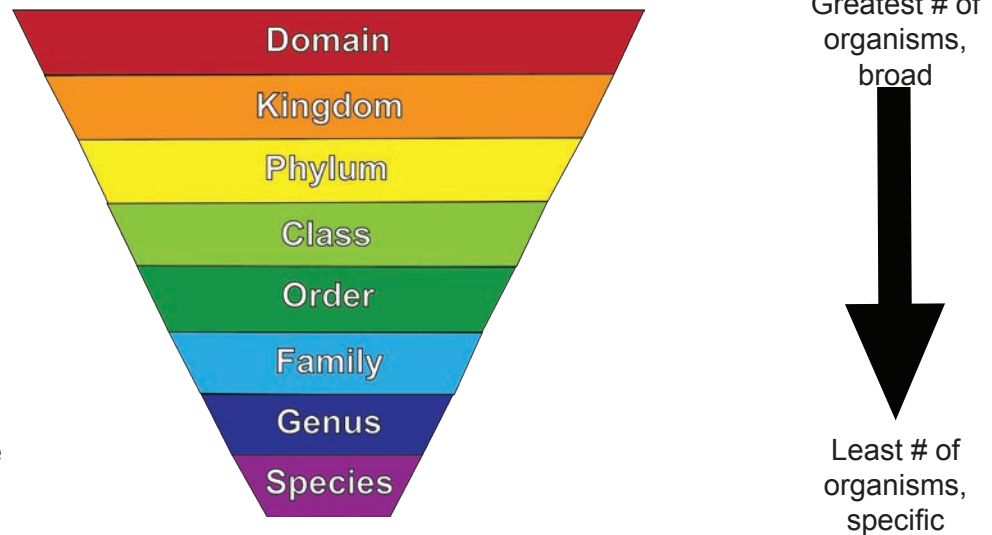 Domain
Kingdom
Phylum
Class
Order
Family
Genus
Species
Greatest # of
organisms,
broad
Least # of
organisms,
specific